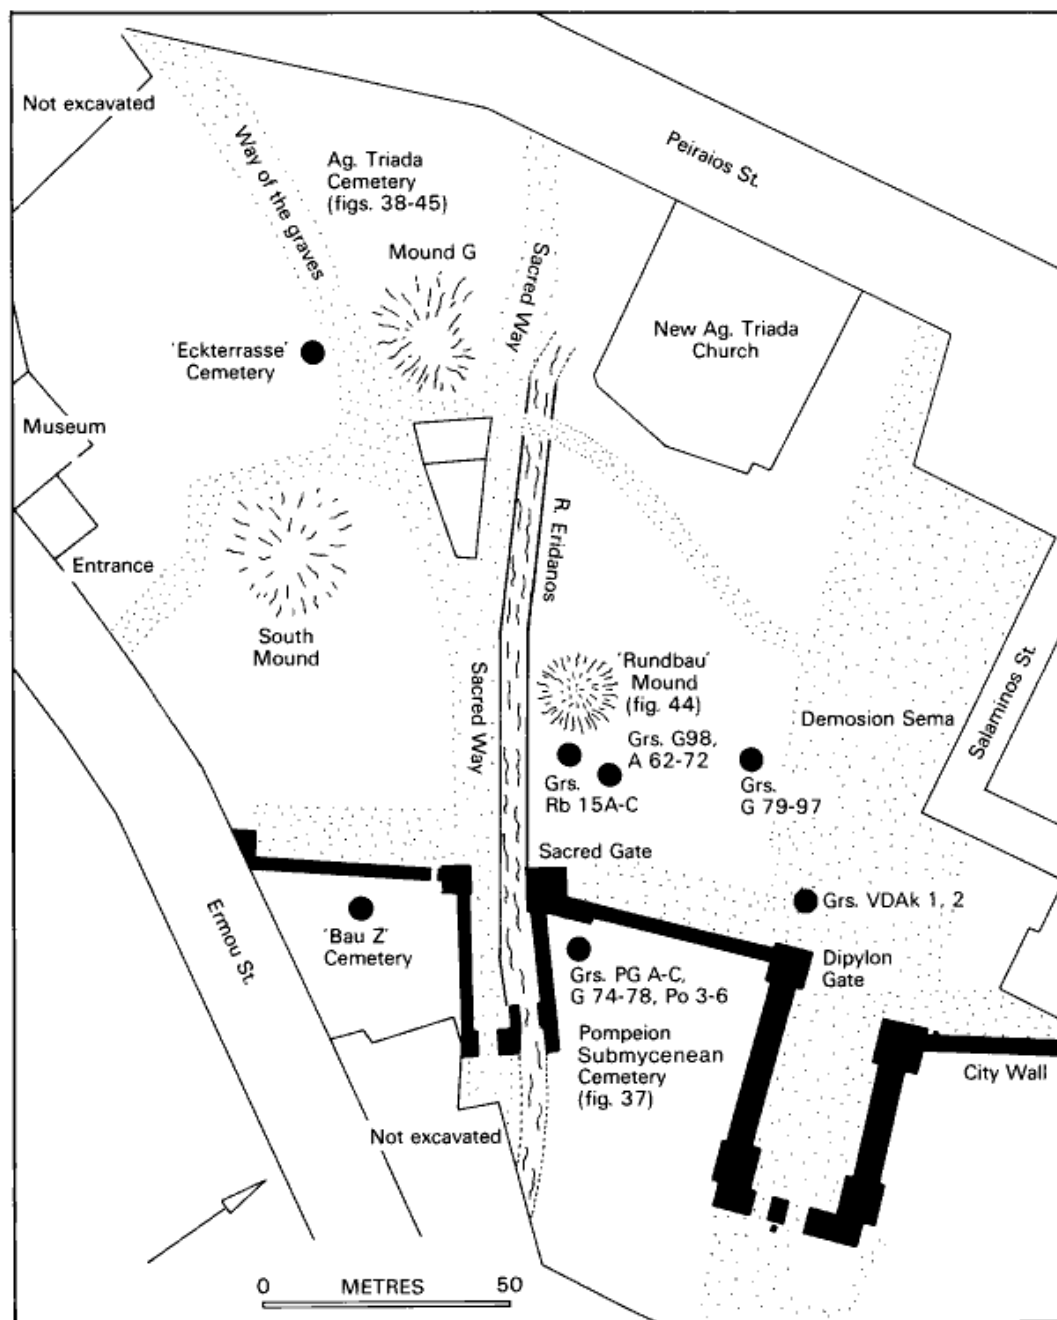 Not excavated
Way of the graves
Ag. Triada
Cemetery
(figs. 38-45)
Mound G
Sacred Way
Peiraios St.
'Eckterrasse'
Cemetery
New Ag. Triada
Church
Museum
Entrance
R. Eridanos
South
Mound
Sacred Way
'Rundbau'
Mound
(fig. 44)
Demosion Sema
Salaminos St.
Grs. G98,
A 62-72
Grs.
Rb 15A-C
Grs.
G 79-97
Sacred Gate
Ermou St.
'Bau Z'
Cemetery
Grs. VDAk 1, 2
Grs. PG A-C,
G 74-78, Po 3-6
Dipylon
Gate
Pompeion
Submycenean
Cemetery
(fig. 37)
City Wall
Not excavated
0 METRES 50